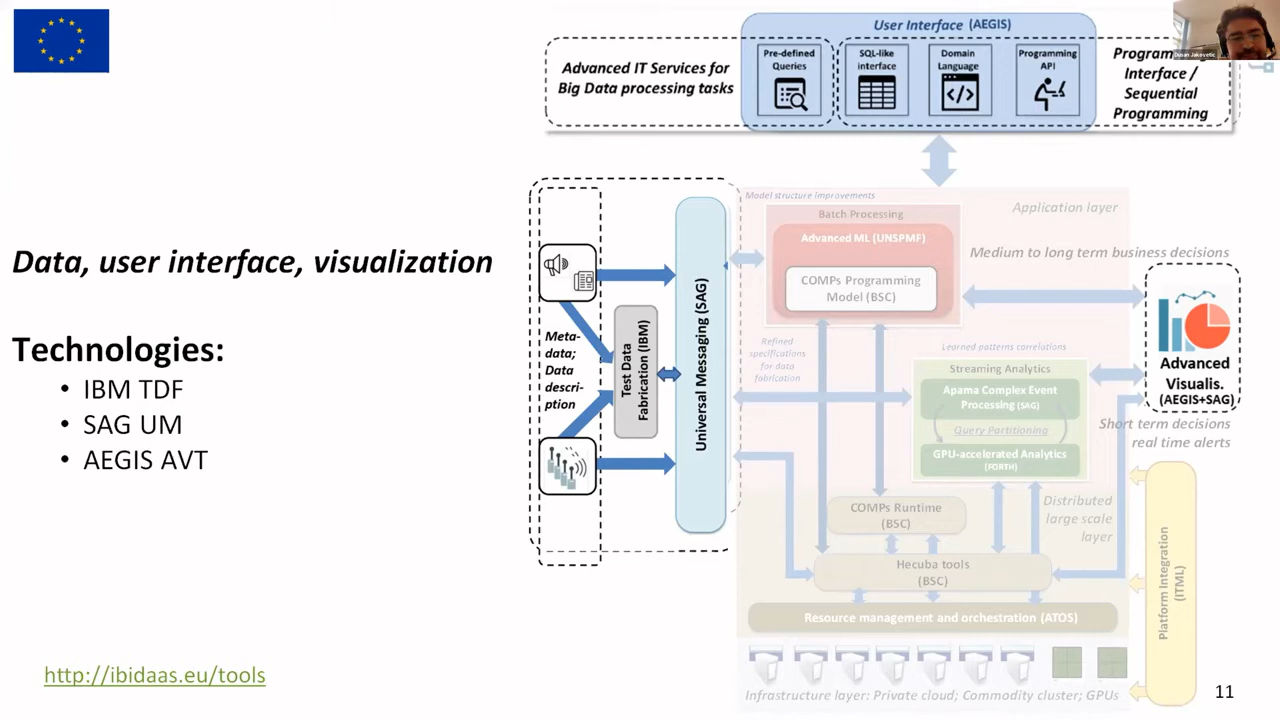 User Interface (AEGIS)
Advanced IT Services for
Big Data processing tasks
Pre-defined
Queries
SQL-like
interface
Domain
Language
Programming
API
Interface /
Sequential
Programming
Dusan Jakovetic
Data, user interface, visualization
Technologies:
• IBM TDF
• SAG UM
• AEGIS AVT
http://ibidaas.eu/tools
Meta-
data;
Data
descri-
ption
Test Data
Fabrication (IBM)
Universal Messaging (SAG)
Model structure improvements
Application layer
Batch Processing
Advanced ML (UNSPMF)
COMPs Programming
Model (BSC)
Medium to long term business decisions
Refined
specifications
for data
fabrication
Learned patterns correlations
Streaming Analytics
Apama Complex Event
Processing (SAG)
Query Partitioning
GPU-accelerated Analytics
(FORTH)
Advanced
Visualis.
(AEGIS+SAG)
Short term decisions
real time alerts
COMPs Runtime
(BSC)
Distributed
large scale
layer
Hecuba tools
(BSC)
Resource management and orchestration (ATOS)
Platform Integration
(ITML)
Infrastructure layer: Private cloud; Commodity cluster; GPUs
11